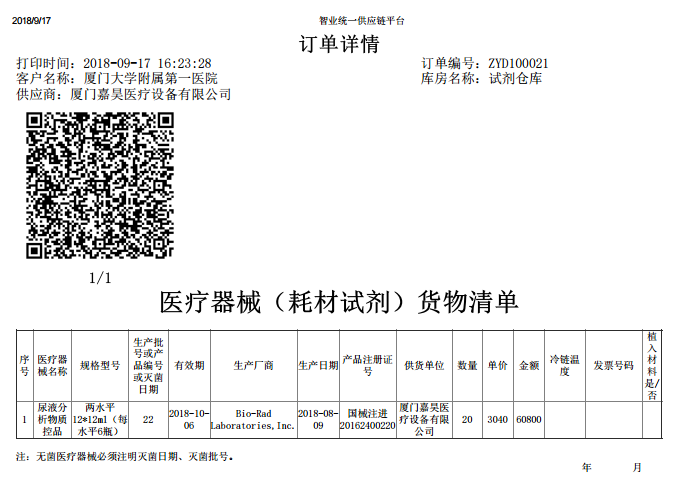 2018/9/17 智业统一供应链平台
订单详情
打印时间：2018-09-17 16:23:28 订单编号：ZYD100021
客户名称：厦门大学附属第一医院 库房名称：试剂仓库
供应商：厦门嘉昊医疗设备有限公司
1/1
医疗器械（耗材试剂）货物清单
序号 医疗器械名称 规格型号 生产批号或产品编号或灭菌日期 有效期 生产厂商 生产日期 产品注册证号 供货单位 数量 单价 金额 冷链温度 发票号码 植入材料是/否
1 尿液分析物质控品 两水平12*12ml（每水平6瓶） 22 2018-10-06 Bio-Rad Laboratories,Inc. 2018-08-09 国械注进20162400220 厦门嘉昊医疗设备有限公司 20 3040 60800
注：无菌医疗器械必须注明灭菌日期、灭菌批号。
年 月